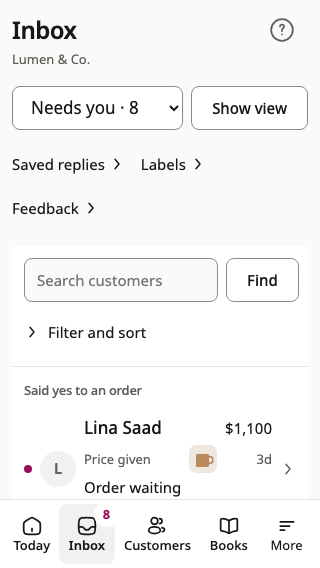 Inbox
Lumen & Co.
Needs you · 8
Show view
Saved replies
Labels
Feedback
Search customers
Find
Filter and sort
Said yes to an order
Lina Saad
$1,100
L
Price given
3d
Order waiting
8
Today
Inbox
Customers
Books
More